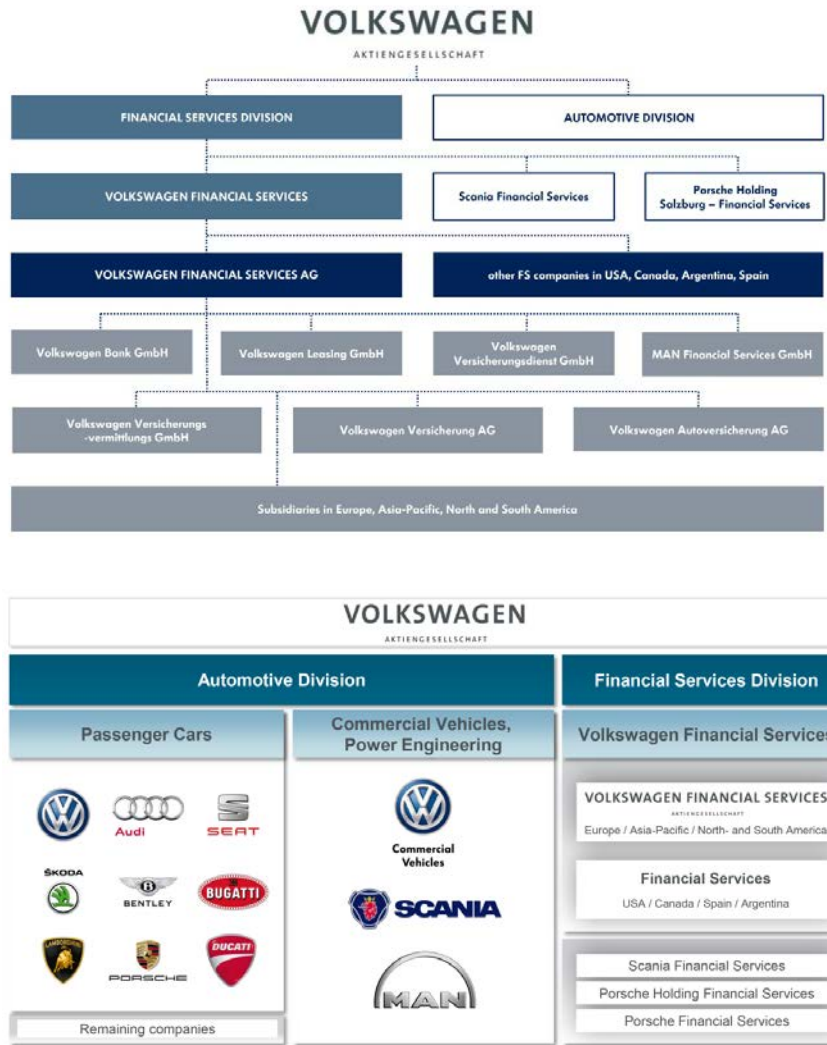 VOLKSWAGEN
AKTIENGESELLSCHAFT
FINANCIAL SERVICES DIVISION
AUTOMOTIVE DIVISION
VOLKSWAGEN FINANCIAL SERVICES
Scania Financial Services
Porsche Holding
Salzburg – Financial Services
VOLKSWAGEN FINANCIAL SERVICES AG
other FS companies in USA, Canada, Argentina, Spain
Volkswagen Bank GmbH
Volkswagen Leasing GmbH
Volkswagen
Versicherungsdienst GmbH
MAN Financial Services GmbH
Volkswagen Versicherungs
-vermittlungs GmbH
Volkswagen Versicherung AG
Volkswagen Autoversicherung AG
Subsidiaries in Europe, Asia-Pacific, North and South America
VOLKSWAGEN
AKTIENGESELLSCHAFT
Automotive Division
Financial Services Division
Passenger Cars
Commercial Vehicles,
Power Engineering
Volkswagen Financial Services
Audi
SEAT
ŠKODA
BENTLEY
BUGATTI
LAMBORGHINI
PORSCHE
DUCATI
Remaining companies
Commercial
Vehicles
SCANIA
MAN
VOLKSWAGEN FINANCIAL SERVICES
AKTIENGESELLSCHAFT
Europe / Asia-Pacific / North- and South America
Financial Services
USA / Canada / Spain / Argentina
Scania Financial Services
Porsche Holding Financial Services
Porsche Financial Services